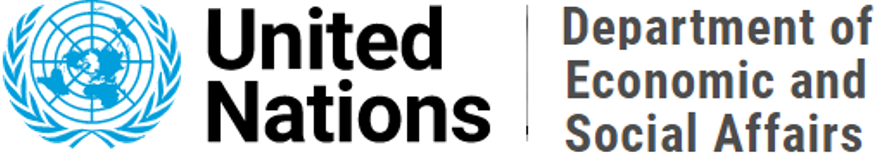 United
Nations
Department of
Economic and
Social Affairs